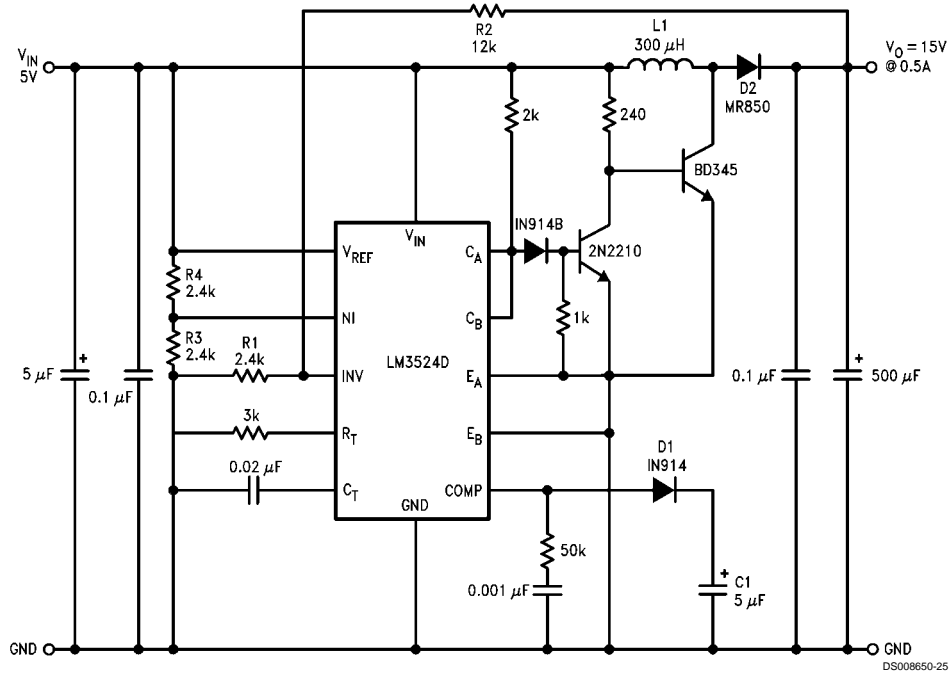 R2
12k
L1
300 μH
V_IN
5V
V_O = 15V
@ 0.5A
D2
MR850
2k
240
BD345
V_IN
IN914B
2N2210
V_REF
C_A
R4
2.4k
NI
C_B
1k
R3
2.4k
R1
2.4k
LM3524D
5 μF
+
0.1 μF
INV
E_A
0.1 μF
+
500 μF
3k
R_T
E_B
D1
IN914
0.02 μF
C_T
COMP
GND
50k
0.001 μF
+
C1
5 μF
GND
GND
DS008650-25